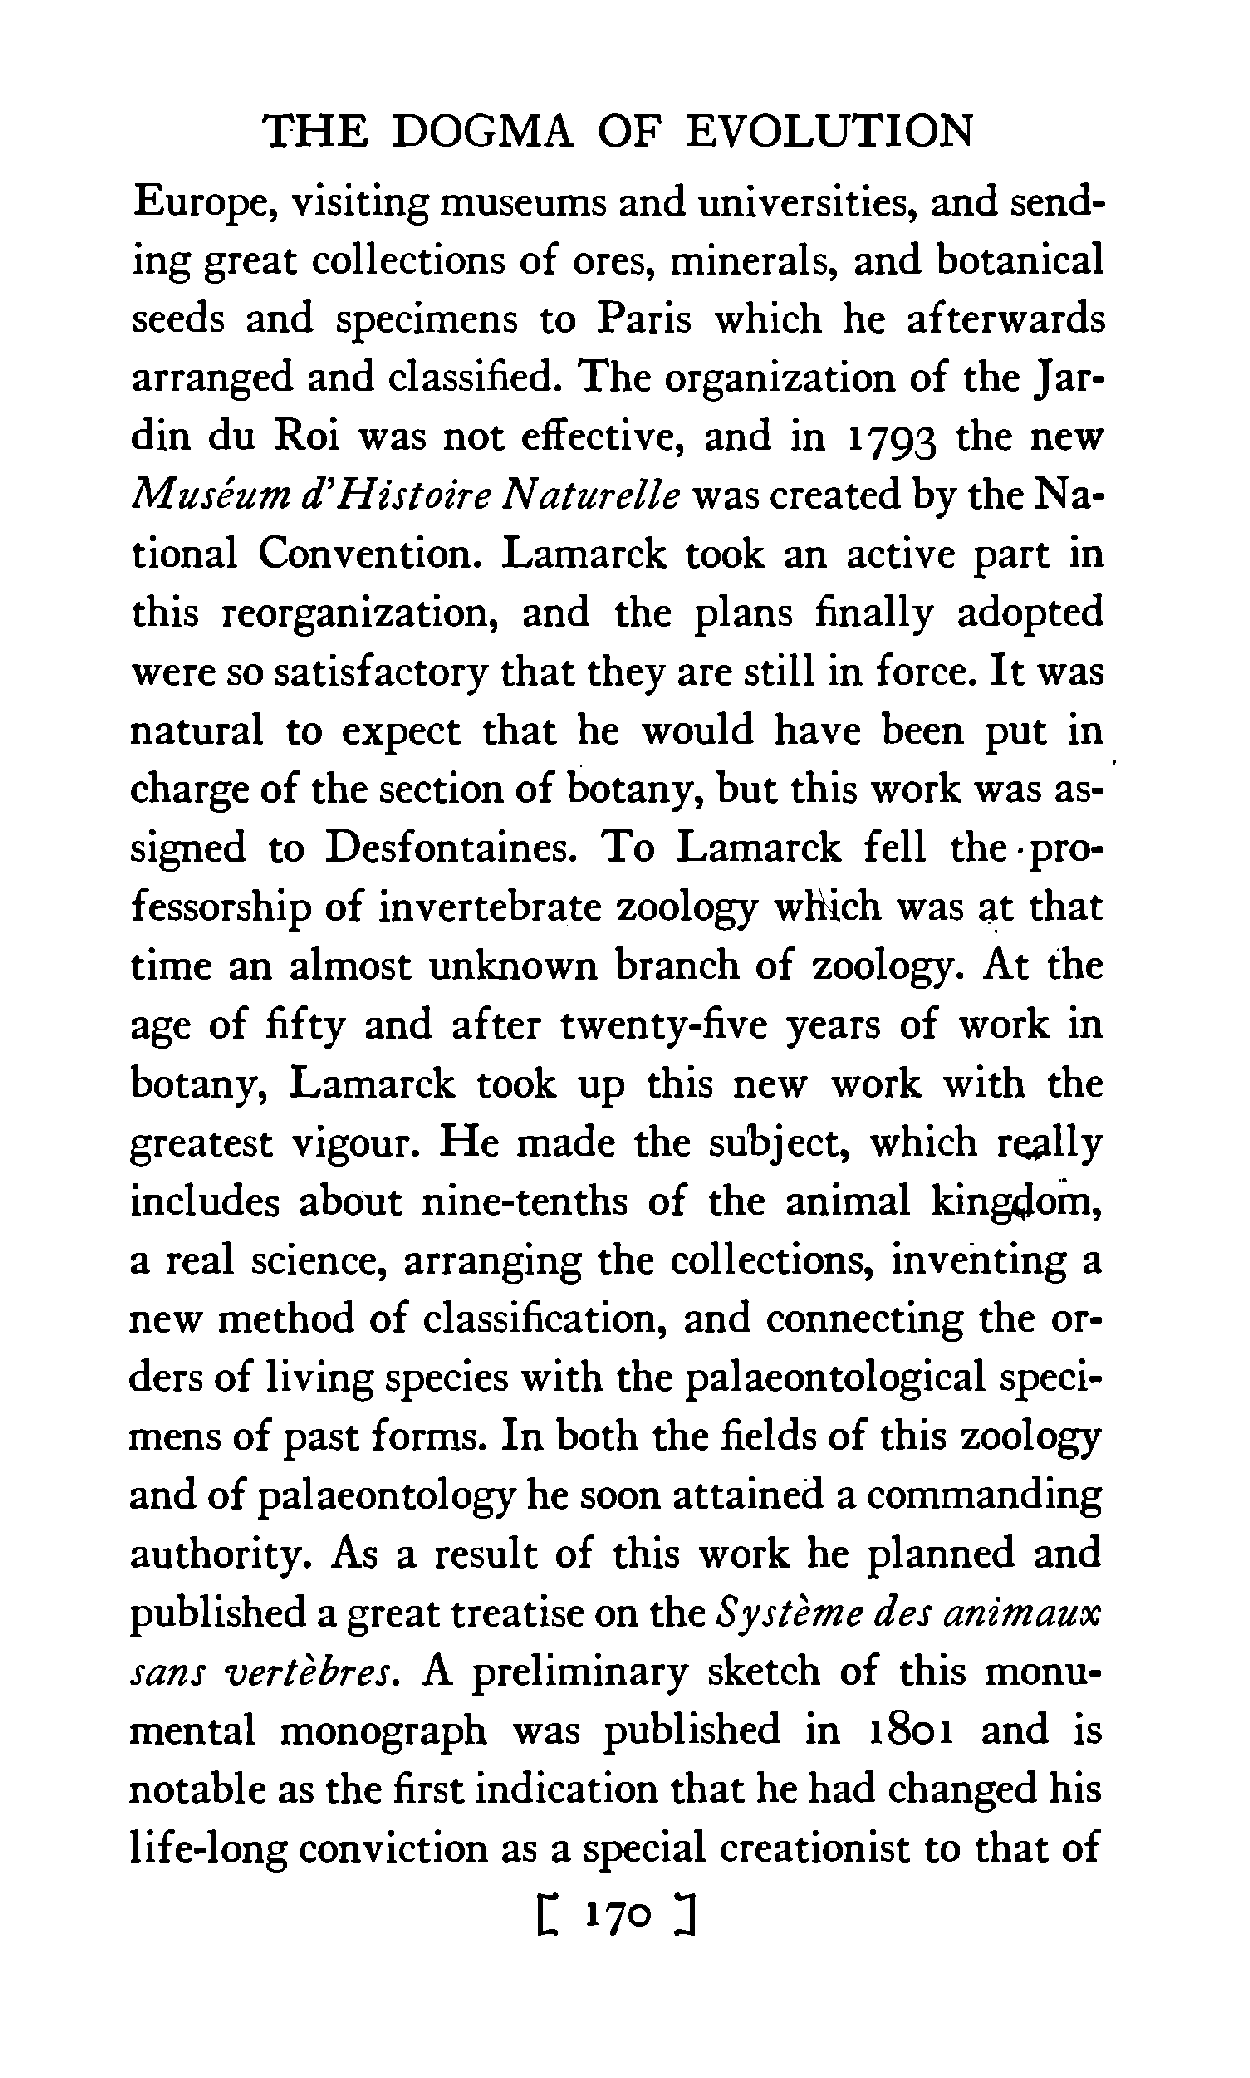 THE DOGMA OF EVOLUTION
Europe, visiting museums and universities, and send-
ing great collections of ores, minerals, and botanical
seeds and specimens to Paris which he afterwards
arranged and classified. The organization of the Jar-
din du Roi was not effective, and in 1793 the new
Muséum d'Histoire Naturelle was created by the Na-
tional Convention. Lamarck took an active part in
this reorganization, and the plans finally adopted
were so satisfactory that they are still in force. It was
natural to expect that he would have been put in
charge of the section of botany, but this work was as-
signed to Desfontaines. To Lamarck fell the pro-
fessorship of invertebrate zoology which was at that
time an almost unknown branch of zoology. At the
age of fifty and after twenty-five years of work in
botany, Lamarck took up this new work with the
greatest vigour. He made the subject, which really
includes about nine-tenths of the animal kingdom,
a real science, arranging the collections, inventing a
new method of classification, and connecting the or-
ders of living species with the palaeontological speci-
mens of past forms. In both the fields of this zoology
and of palaeontology he soon attained a commanding
authority. As a result of this work he planned and
published a great treatise on the Système des animaux
sans vertèbres. A preliminary sketch of this monu-
mental monograph was published in 1801 and is
notable as the first indication that he had changed his
life-long conviction as a special creationist to that of
[ 170 ]